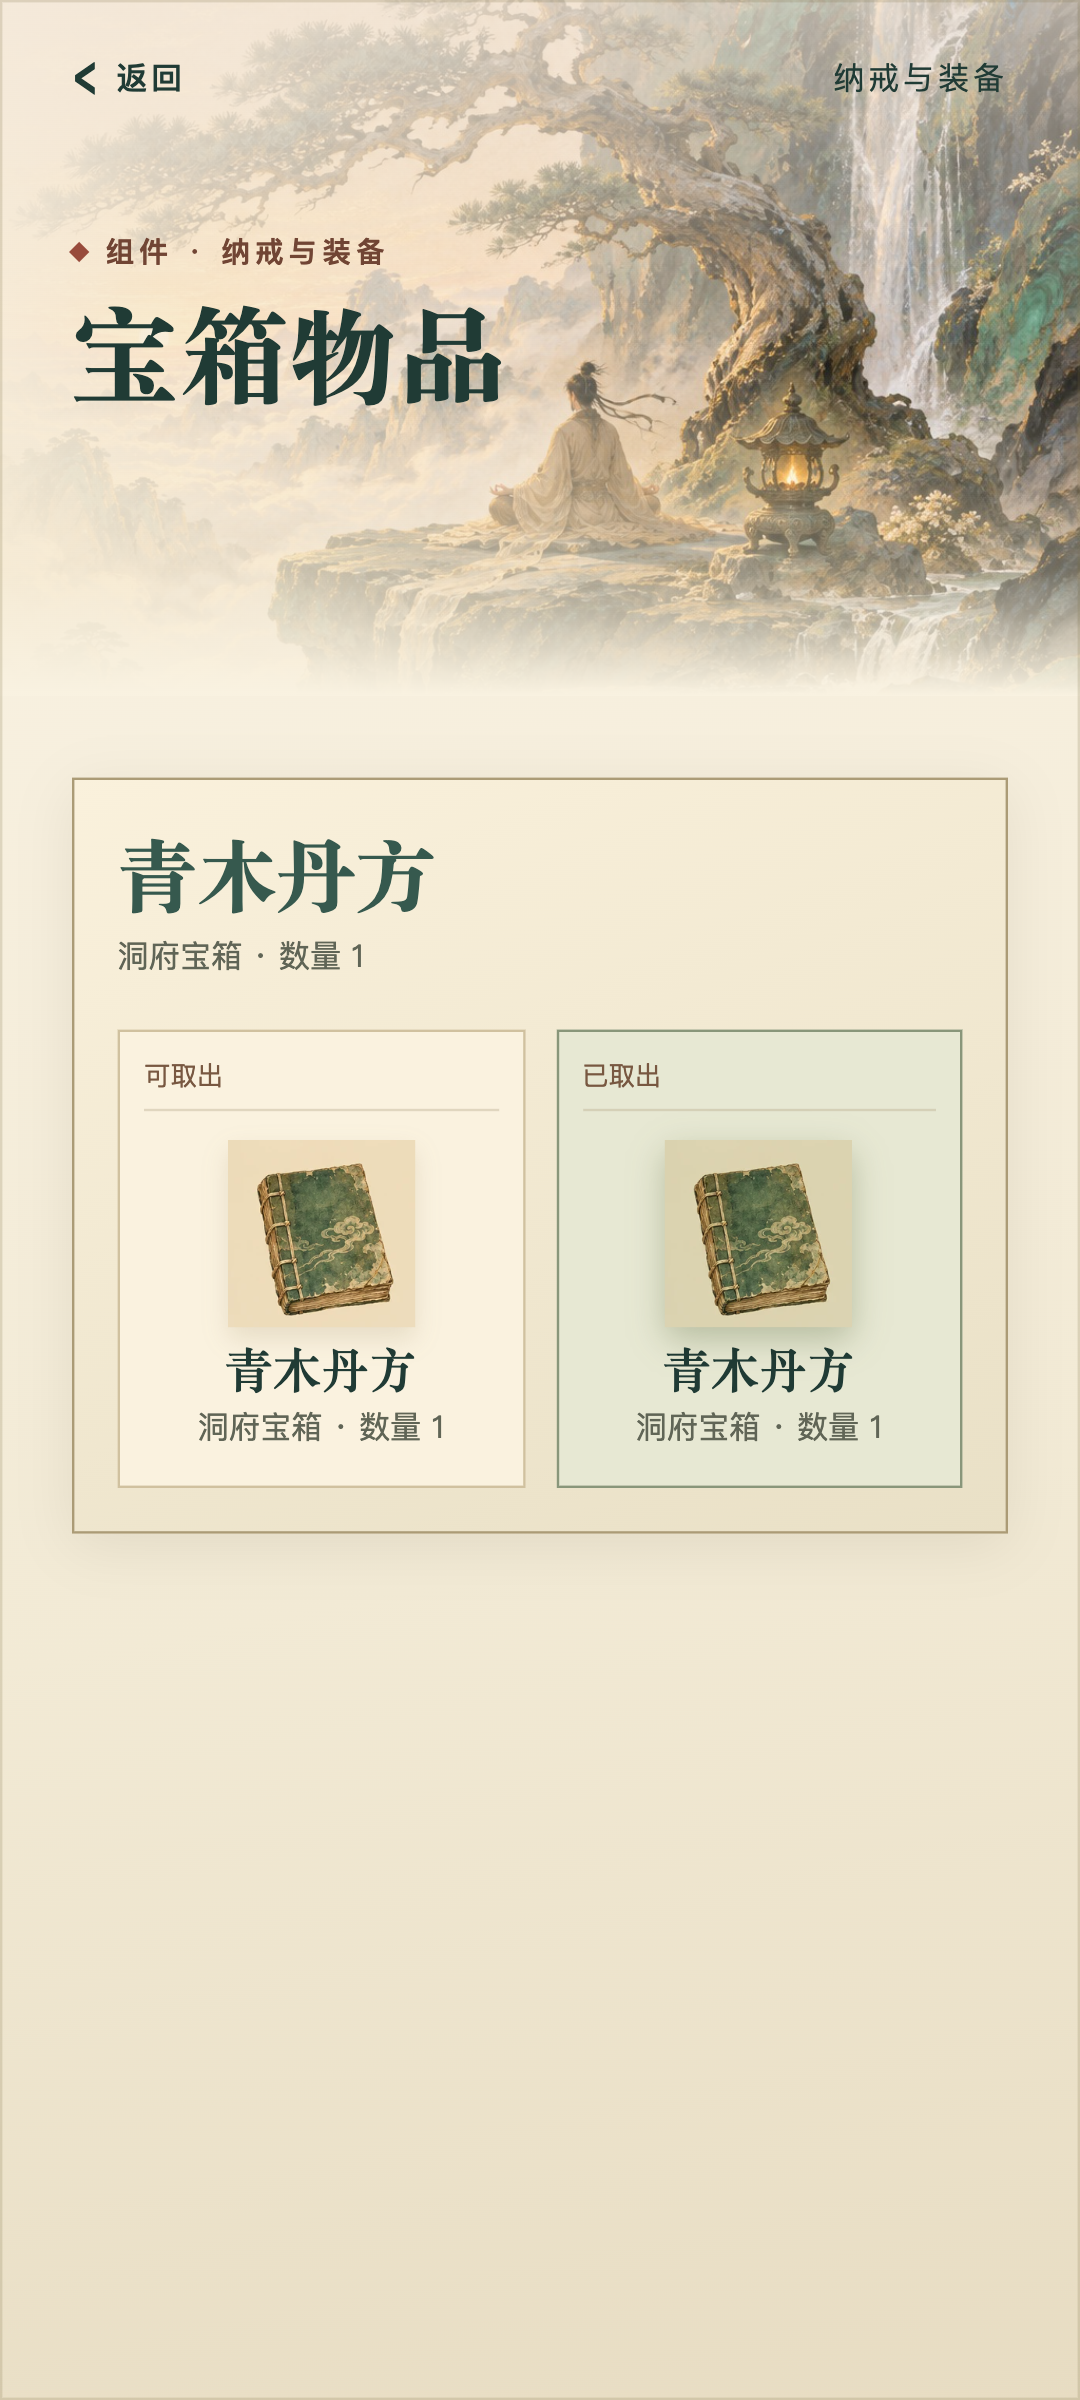 返回
纳戒与装备
组件 · 纳戒与装备
宝箱物品
青木丹方
洞府宝箱 · 数量 1
可取出
青木丹方
洞府宝箱 · 数量 1
已取出
青木丹方
洞府宝箱 · 数量 1